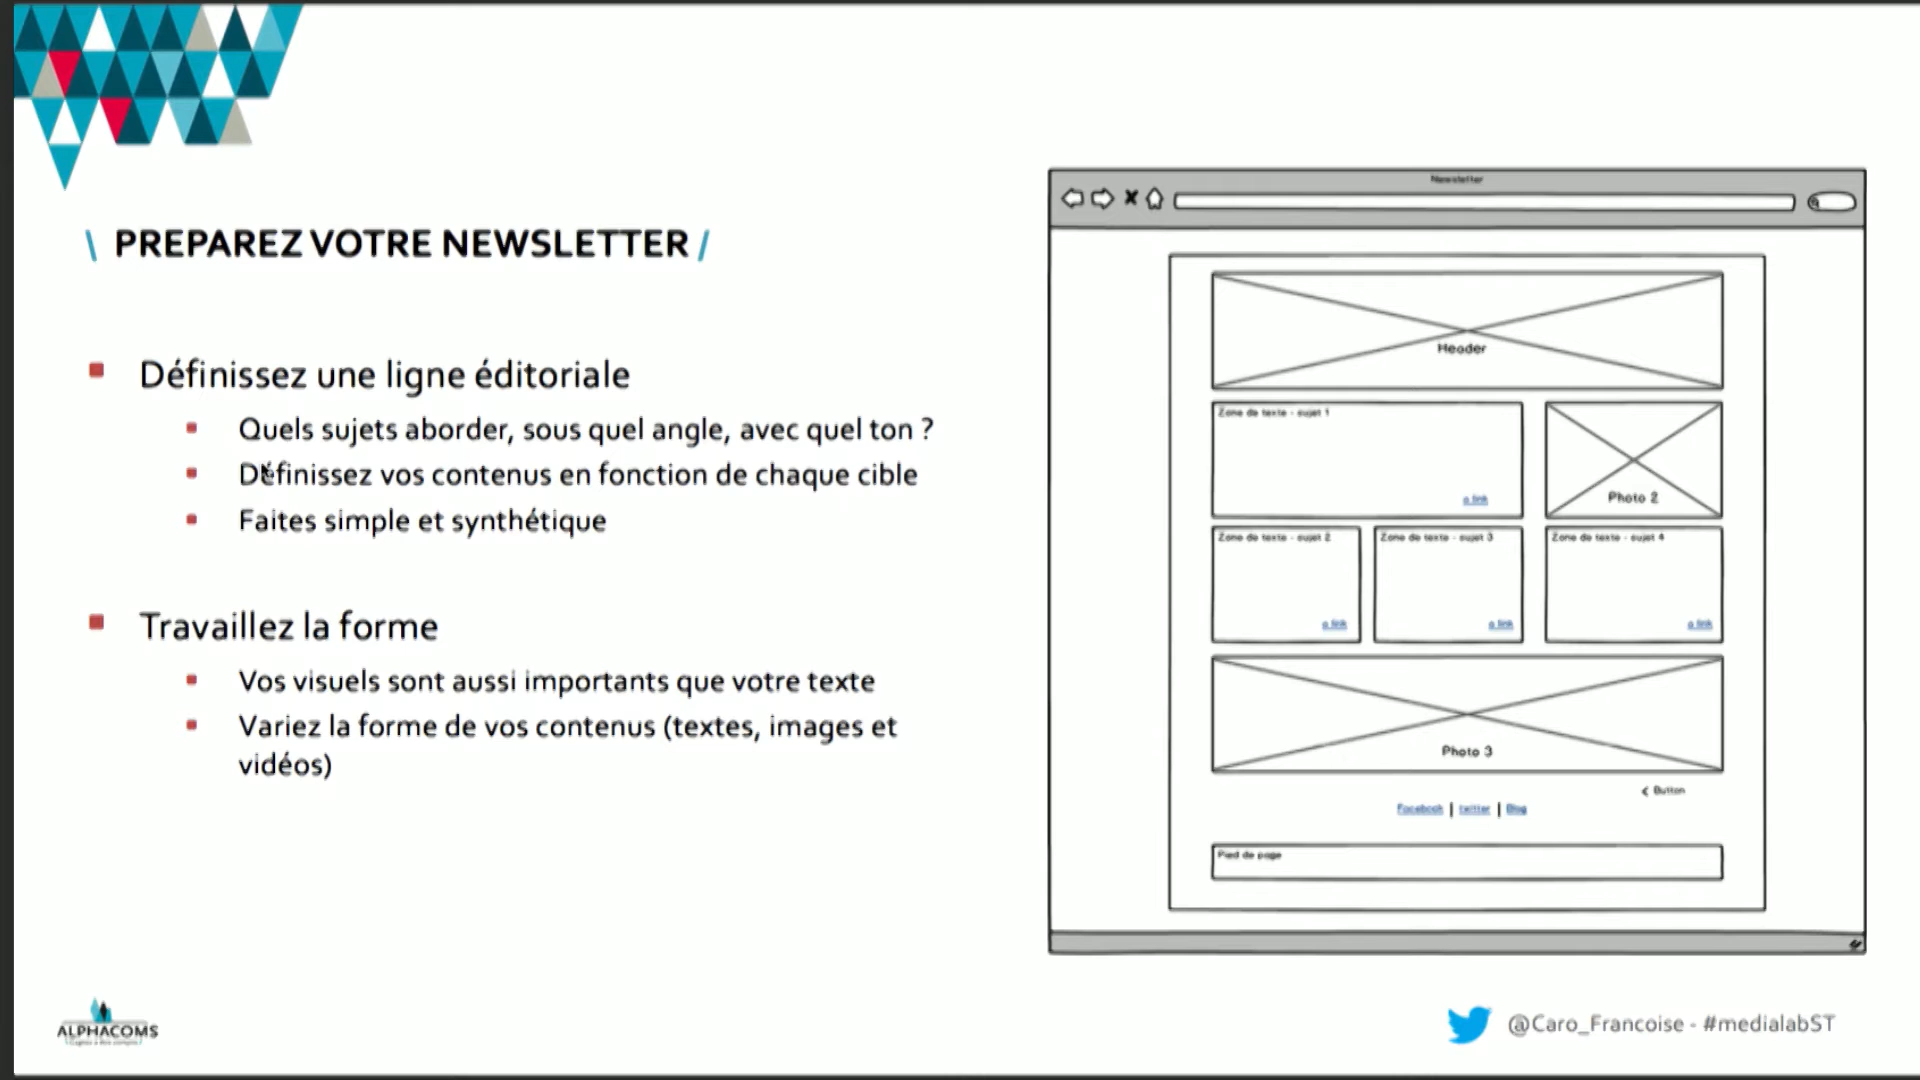 \ PREPAREZ VOTRE NEWSLETTER /
Définissez une ligne éditoriale
Quels sujets aborder, sous quel angle, avec quel ton ?
Définissez vos contenus en fonction de chaque cible
Faites simple et synthétique
Travaillez la forme
Vos visuels sont aussi importants que votre texte
Variez la forme de vos contenus (textes, images et
vidéos)
Newsletter
Header
Zone de texte - sujet 1
a link
Photo 2
Zone de texte - sujet 2
a link
Zone de texte - sujet 3
a link
Zone de texte - sujet 4
a link
Photo 3
Button
Facebook | twitter | Blog
Pied de page
ALPHACOMS
@Caro_Francoise - #medialabST